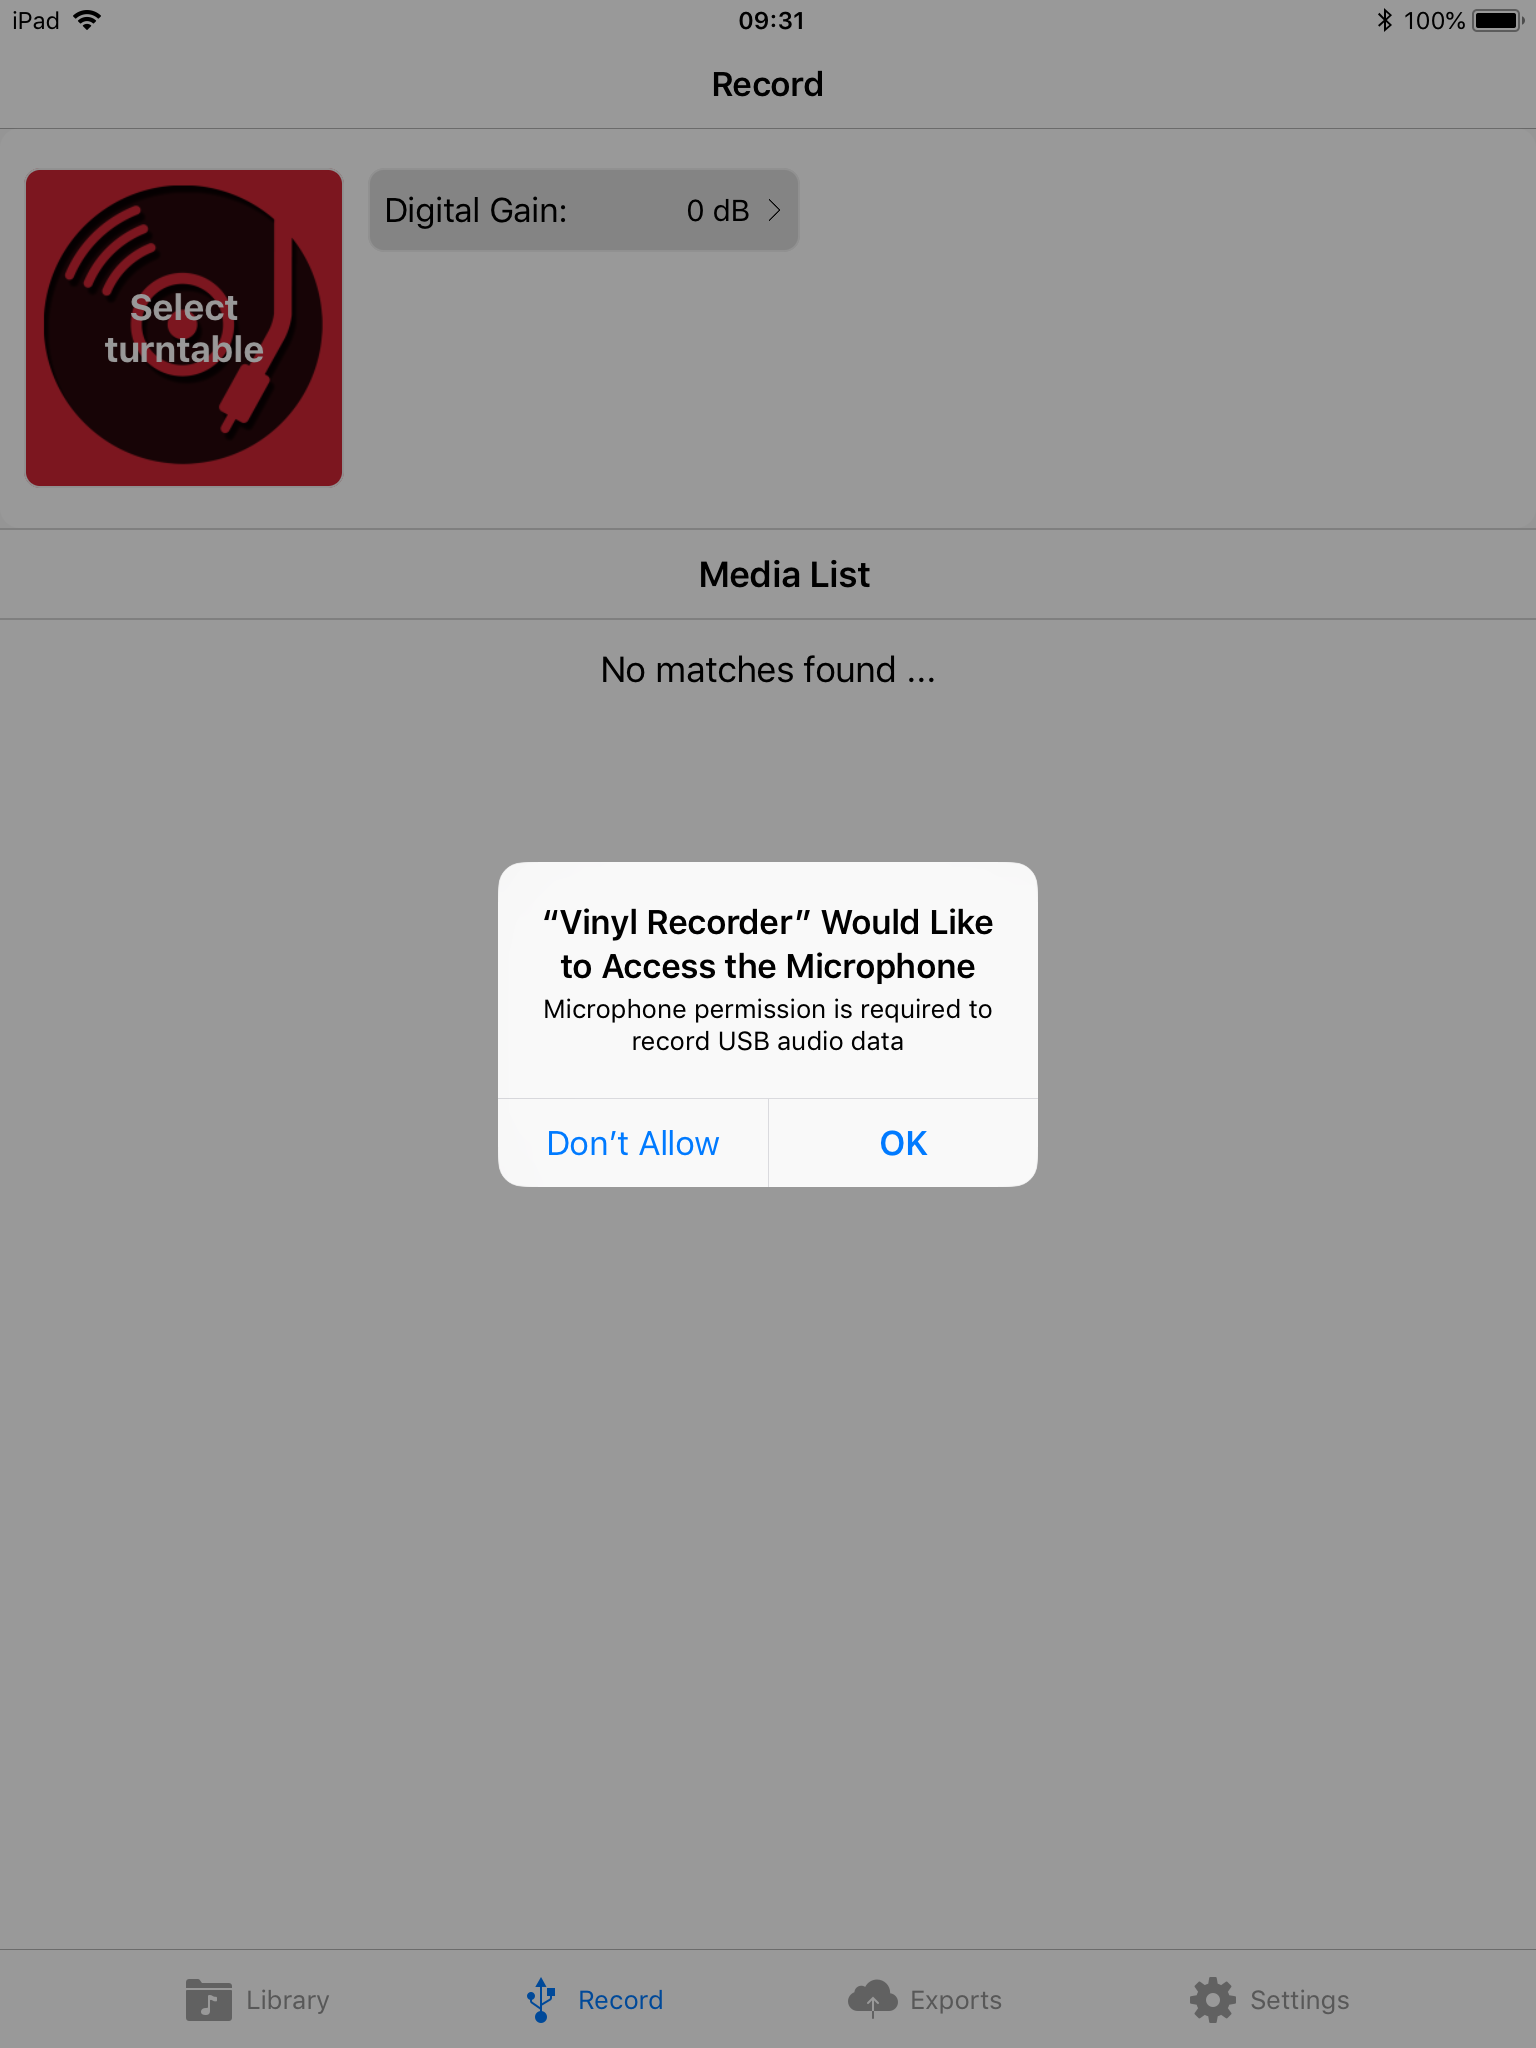 iPad
09:31
100%
Record
Select
turntable
Digital Gain: 0 dB
Media List
No matches found ...
“Vinyl Recorder” Would Like
to Access the Microphone
Microphone permission is required to
record USB audio data
Don’t Allow
OK
Library
Record
Exports
Settings